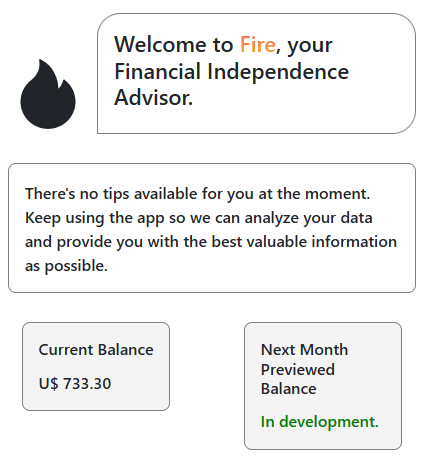 Welcome to Fire, your
Financial Independence
Advisor.
There's no tips available for you at the moment.
Keep using the app so we can analyze your data
and provide you with the best valuable information
as possible.
Current Balance
U$ 733.30
Next Month
Previewed
Balance
In development.